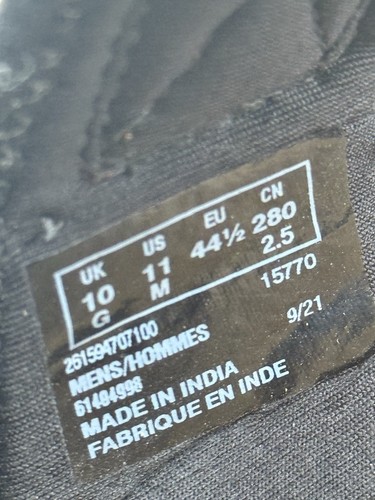 UK US EU CN
10 11 44½ 280
G M 2.5
261594707100 15770
MENS/HOMMES 9/21
61494998
MADE IN INDIA
FABRIQUE EN INDE